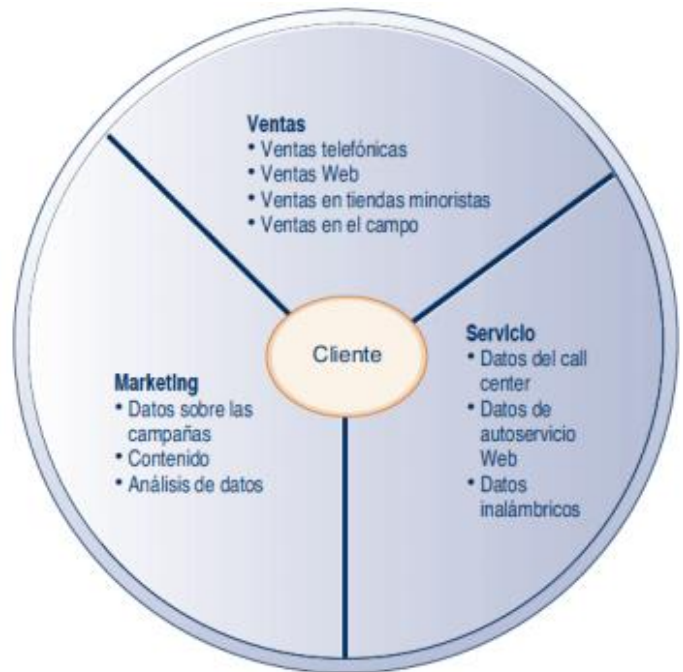 Ventas
• Ventas telefónicas
• Ventas Web
• Ventas en tiendas minoristas
• Ventas en el campo
Cliente
Servicio
• Datos del call
center
• Datos de
autoservicio
Web
• Datos
inalámbricos
Marketing
• Datos sobre las
campañas
• Contenido
• Análisis de datos